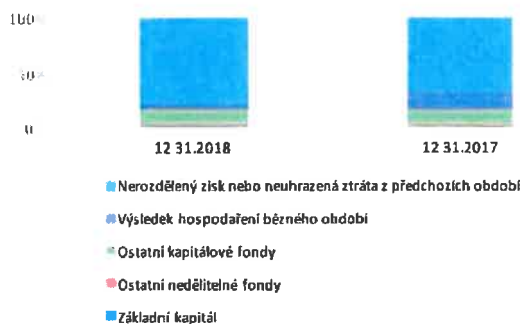 100%
50%
0
12 31.2018
12 31.2017
Nerozdělený zisk nebo neuhrazená ztráta z předchozích období
Výsledek hospodaření běžného období
Ostatní kapitálové fondy
Ostatní nedělitelné fondy
Základní kapitál